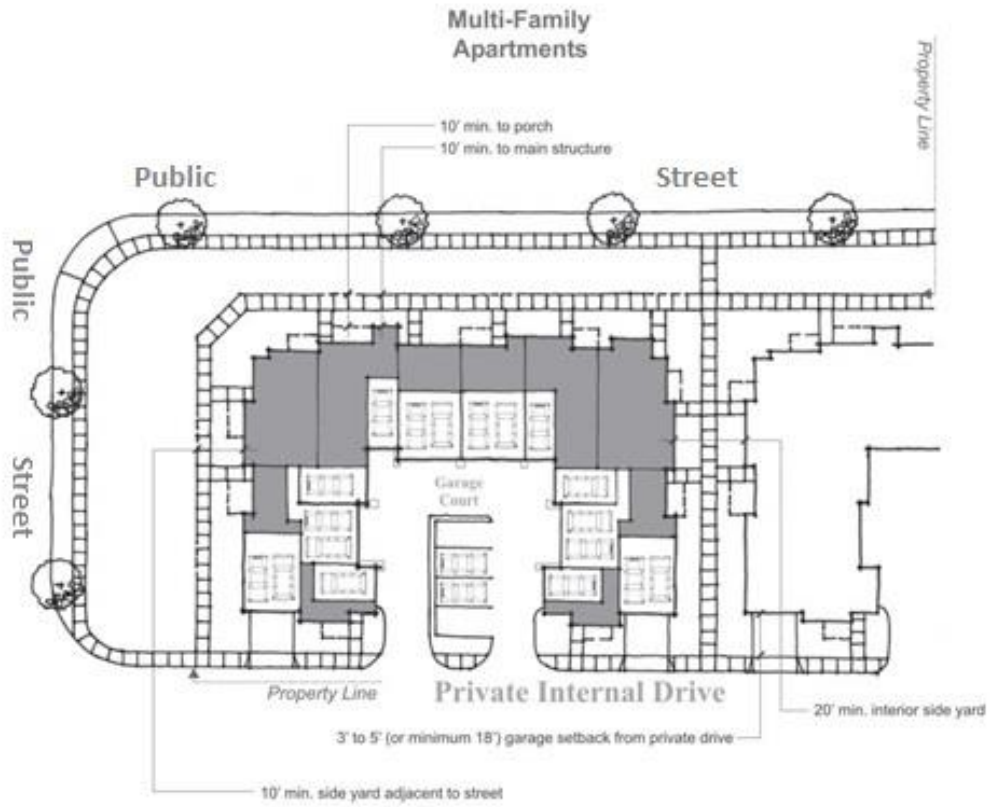 Multi-Family
Apartments
Property Line
10' min. to porch
10' min. to main structure
Public
Street
Public
Street
Garage
Court
Property Line
Private Internal Drive
20' min. interior side yard
3' to 5' (or minimum 18') garage setback from private drive
10' min. side yard adjacent to street